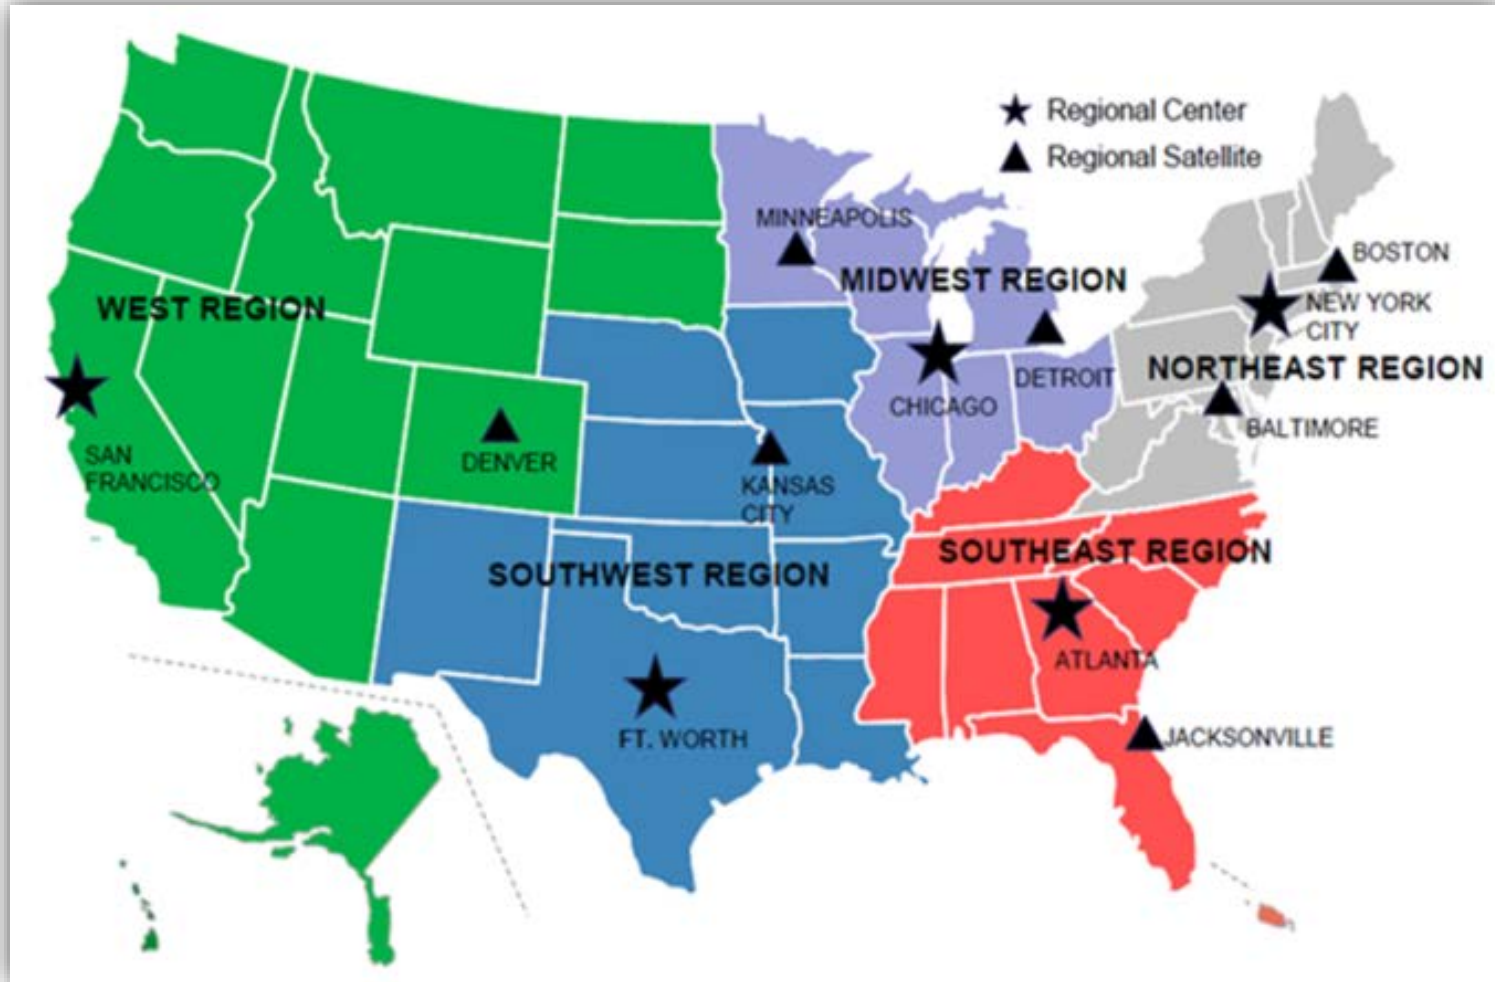 Regional Center
Regional Satellite
MINNEAPOLIS
BOSTON
MIDWEST REGION
WEST REGION
NEW YORK
CITY
NORTHEAST REGION
DETROIT
CHICAGO
BALTIMORE
SAN
FRANCISCO
DENVER
KANSAS
CITY
SOUTHEAST REGION
SOUTHWEST REGION
ATLANTA
FT. WORTH
JACKSONVILLE